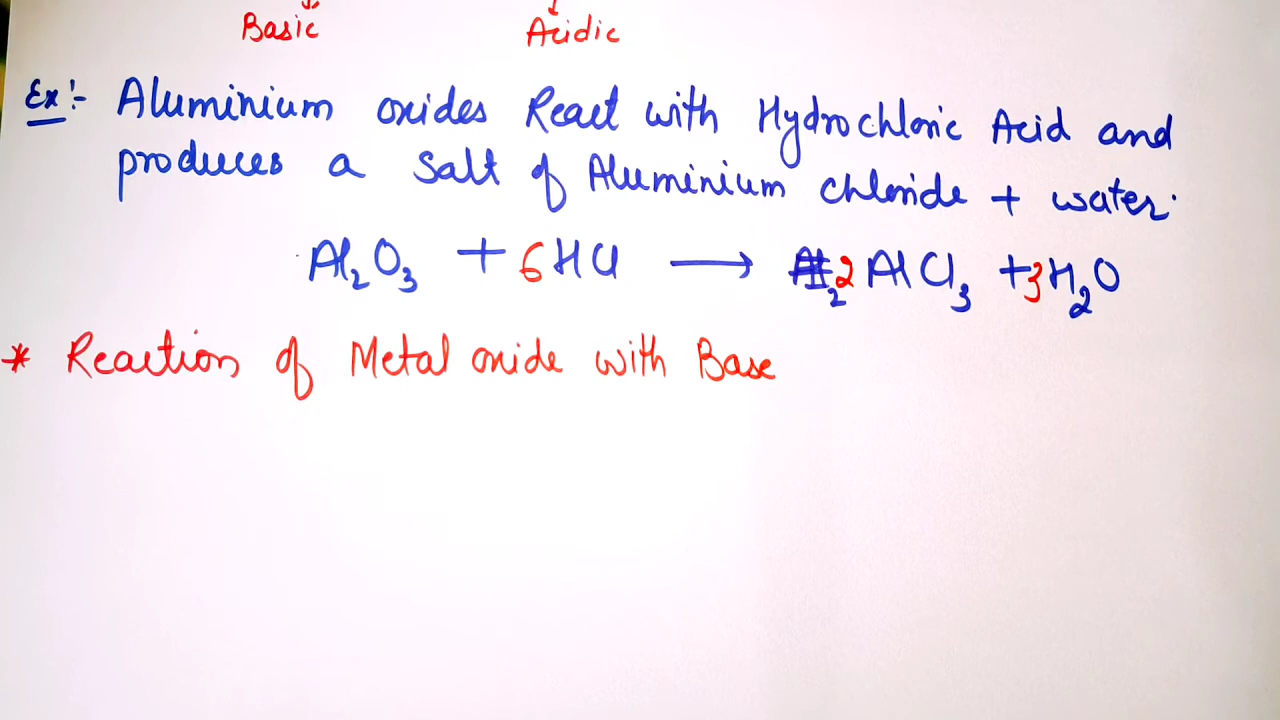 Basic Acidic
Ex:- Aluminium oxides React with Hydrochloric Acid and
produces a salt of Aluminium chloride + water.
Al₂O₃ + 6HCl ⟶ 2AlCl₃ + 3H₂O
* Reaction of Metal oxide with Base